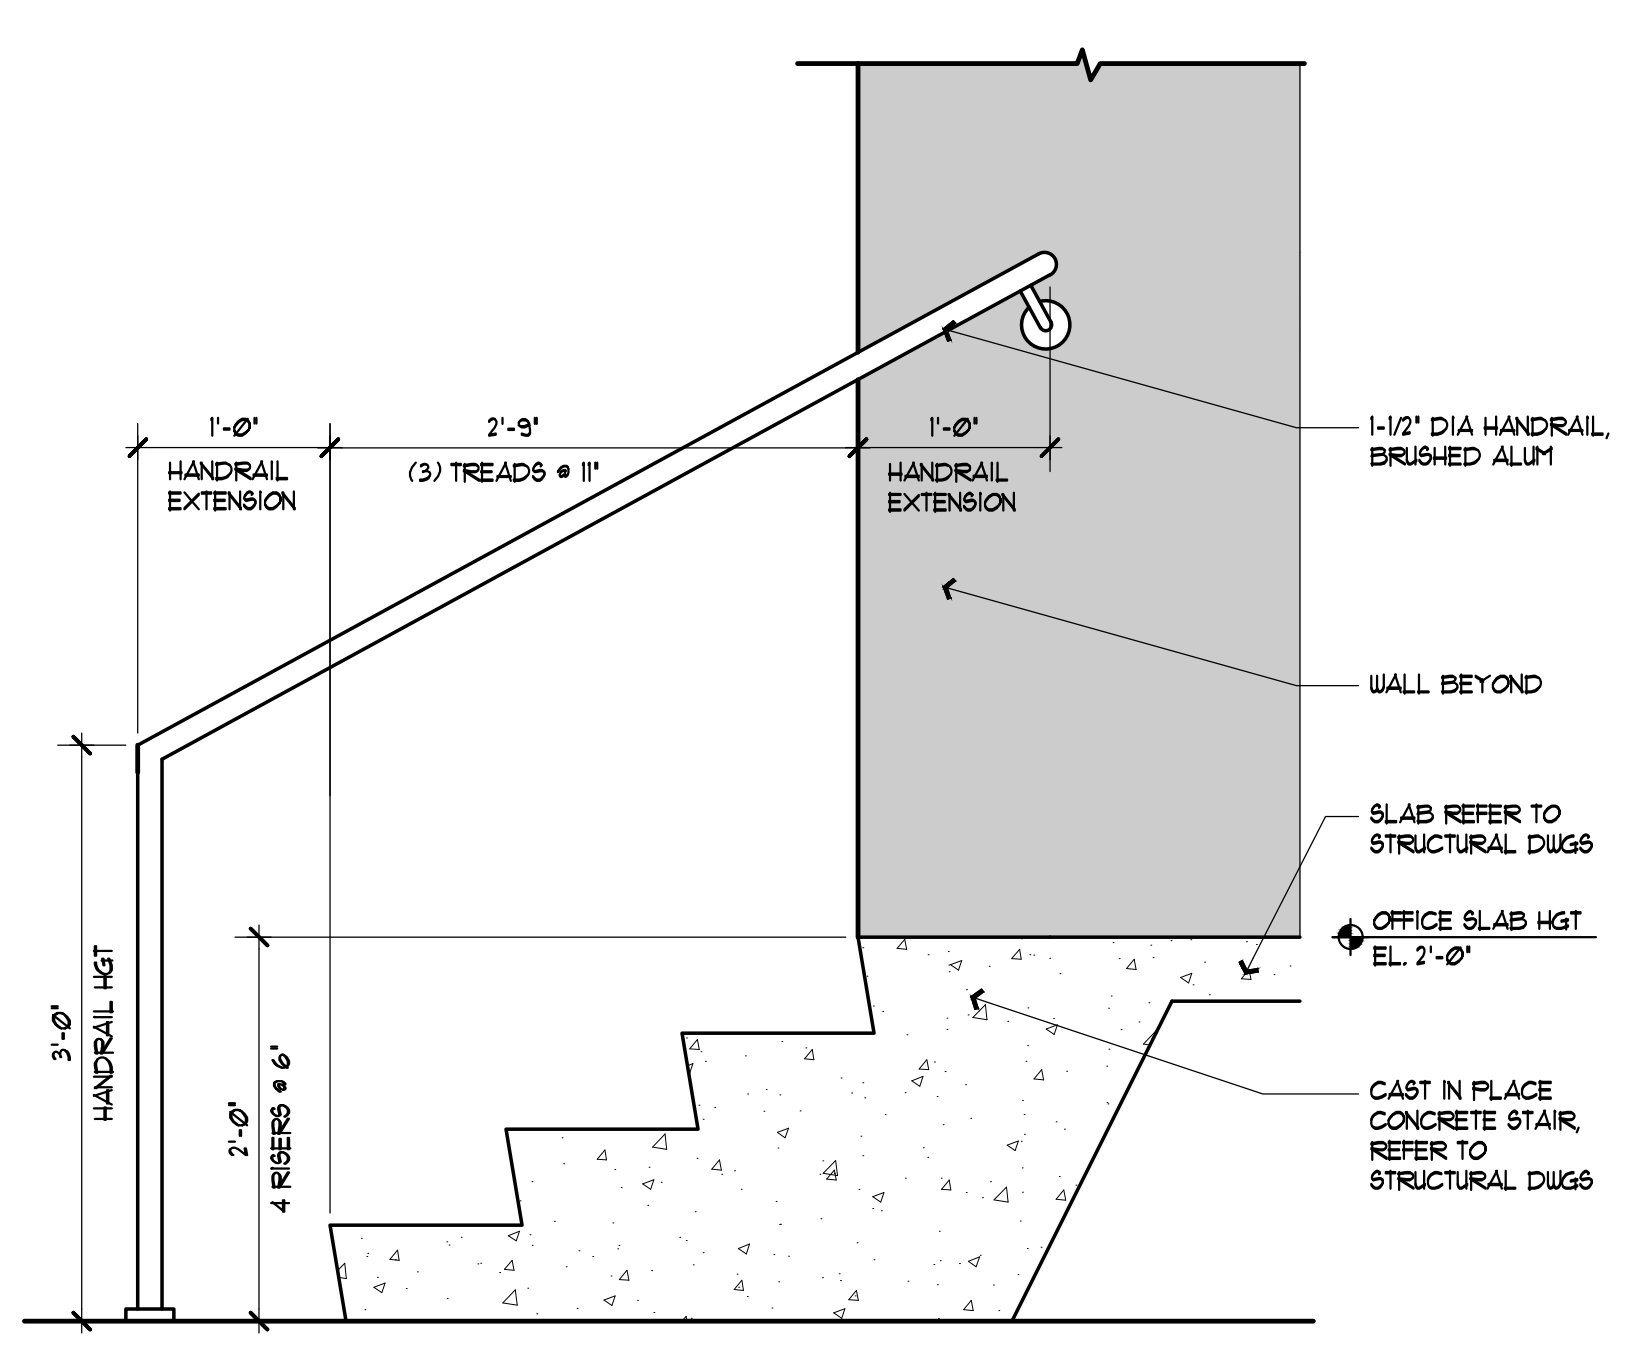 1'-0" 2'-9" 1'-0"
HANDRAIL
EXTENSION
(3) TREADS @ 11"
HANDRAIL
EXTENSION
1-1/2" DIA HANDRAIL,
BRUSHED ALUM
WALL BEYOND
SLAB REFER TO
STRUCTURAL DWGS
OFFICE SLAB HGT
EL. 2'-0"
3'-0"
HANDRAIL HGT
2'-0"
4 RISERS @ 6"
CAST IN PLACE
CONCRETE STAIR,
REFER TO
STRUCTURAL DWGS